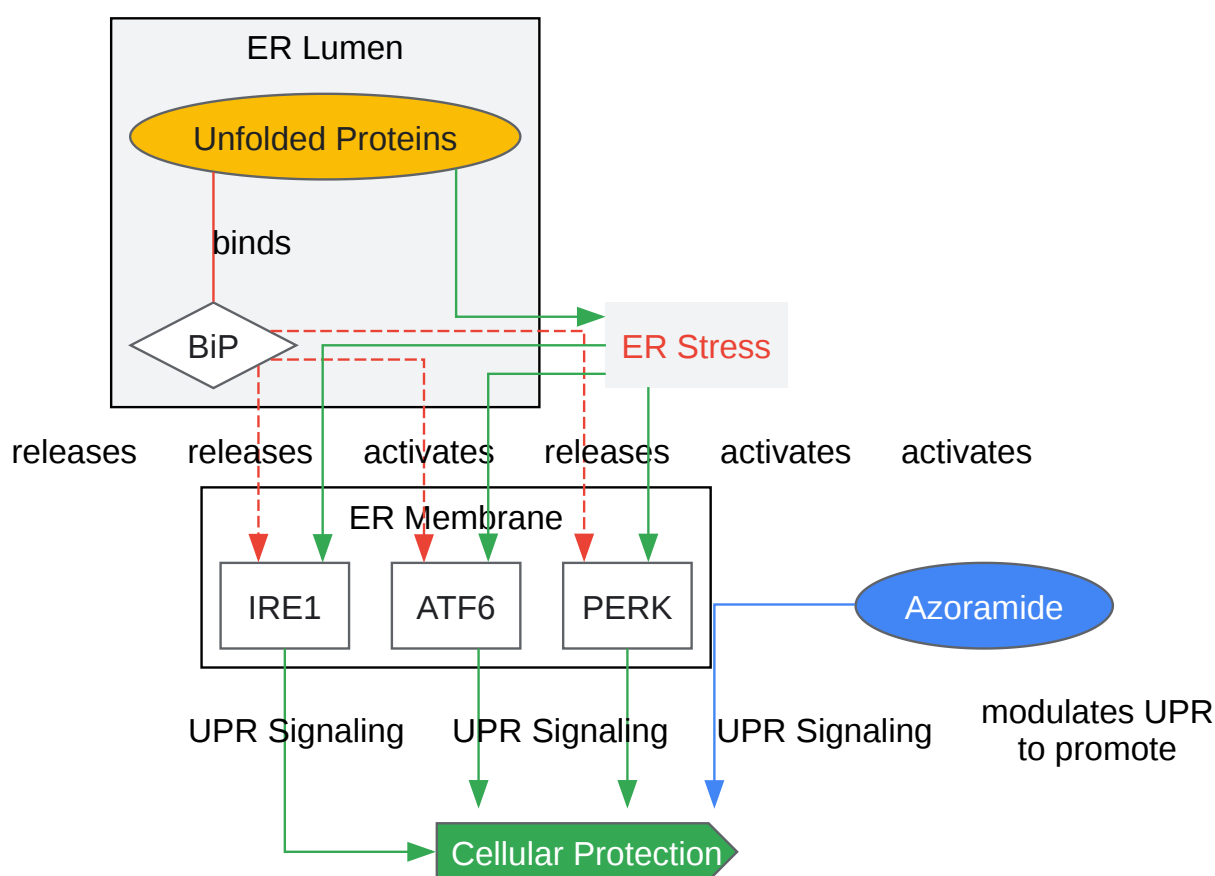 ER Lumen
Unfolded Proteins
binds
BiP
ER Stress
releases
releases
activates
releases
activates
activates
ER Membrane
IRE1
ATF6
PERK
Azoramide
UPR Signaling
UPR Signaling
UPR Signaling
modulates UPR
to promote
Cellular Protection